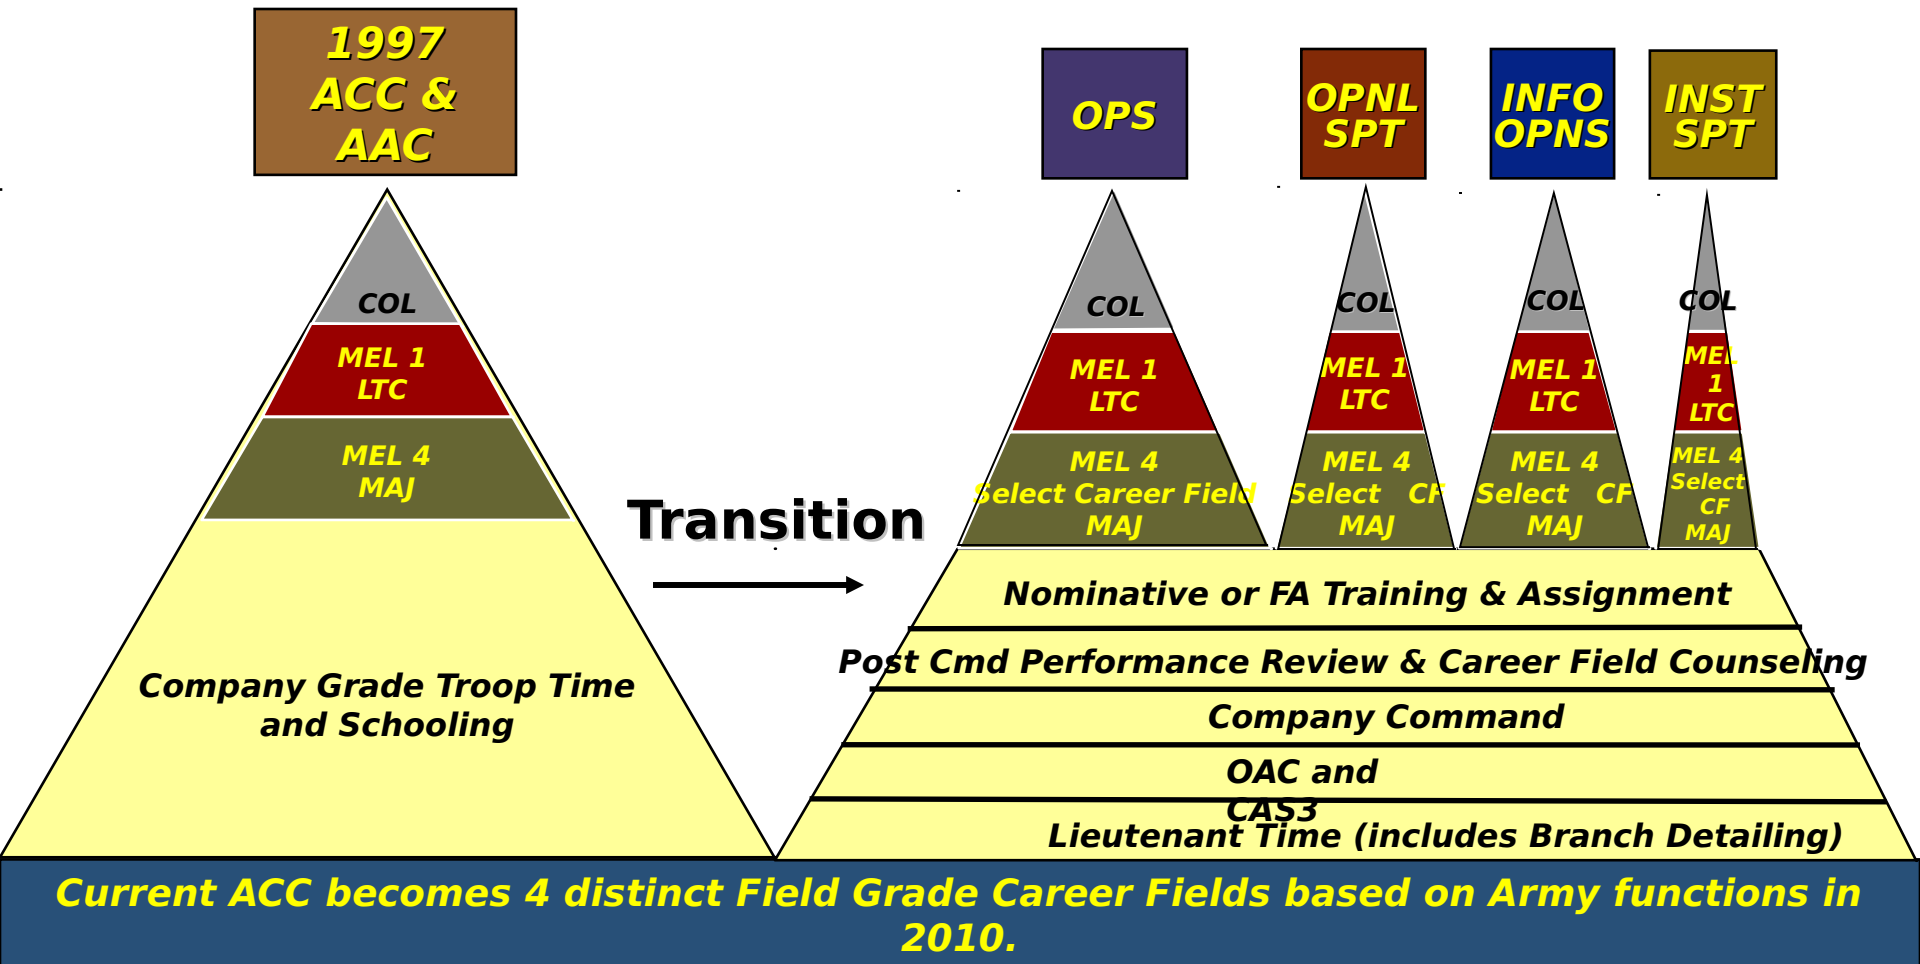 1997
ACC &
AAC
OPS
OPNL
SPT
INFO
OPNS
INST
SPT
COL
MEL 1
LTC
MEL 4
MAJ
Company Grade Troop Time
and Schooling
Transition
COL
MEL 1
LTC
MEL 4
Select Career Field
MAJ
COL
MEL 1
LTC
MEL 4
Select CF
MAJ
COL
MEL 1
LTC
MEL 4
Select CF
MAJ
COL
MEL
1
LTC
MEL 4
Select
CF
MAJ
Nominative or FA Training & Assignment
Post Cmd Performance Review & Career Field Counseling
Company Command
OAC and
CAS3
Lieutenant Time (includes Branch Detailing)
Current ACC becomes 4 distinct Field Grade Career Fields based on Army functions in
2010.